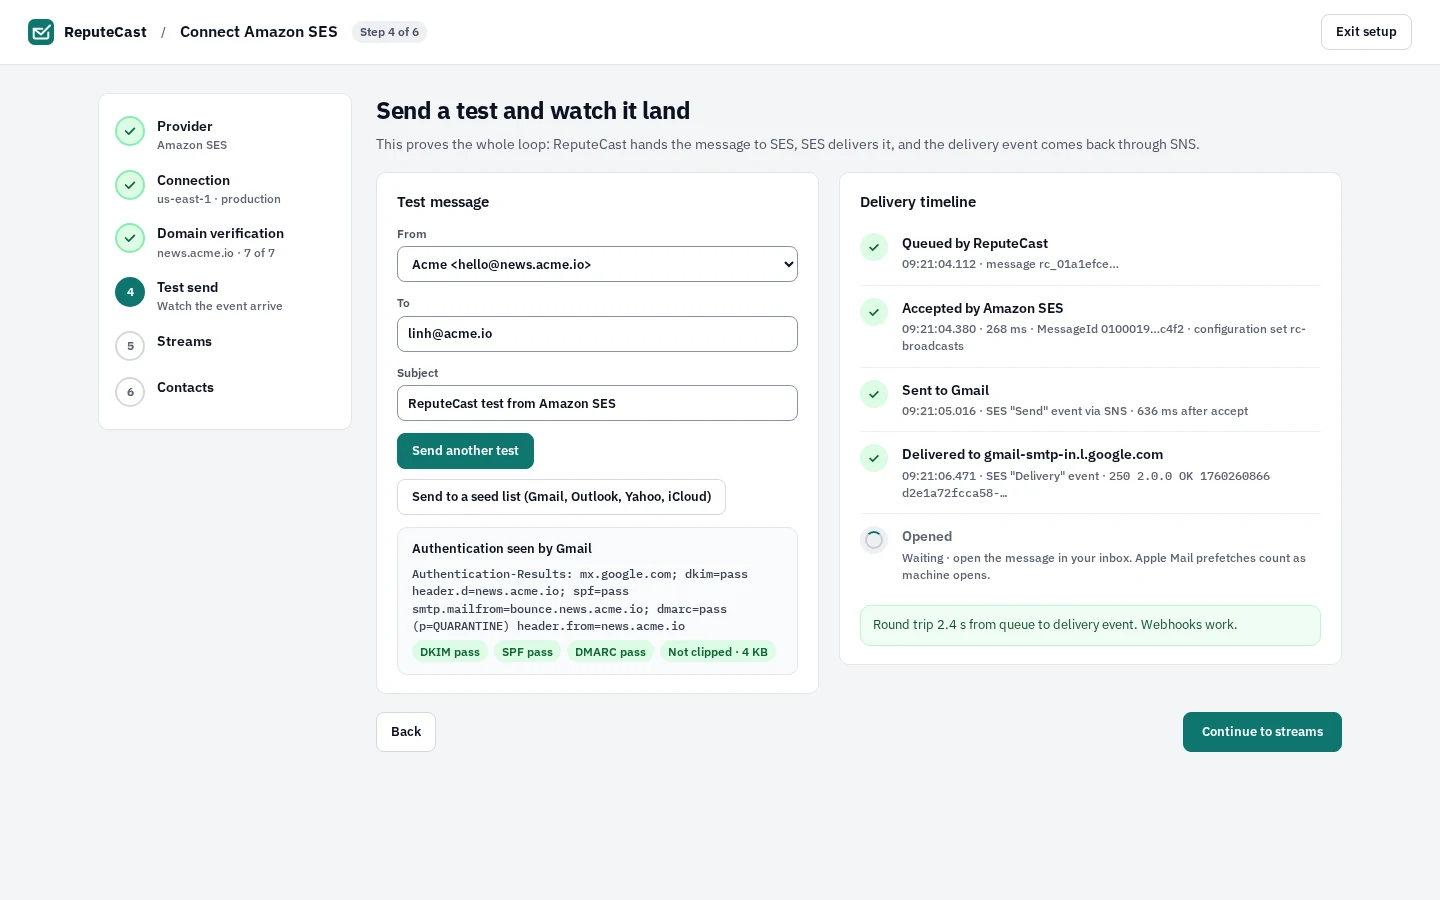 ReputeCast / Connect Amazon SES Step 4 of 6
Exit setup
Provider
Amazon SES
Connection
us-east-1 · production
Domain verification
news.acme.io · 7 of 7
4
Test send
Watch the event arrive
5
Streams
6
Contacts
Send a test and watch it land
This proves the whole loop: ReputeCast hands the message to SES, SES delivers it, and the delivery event comes back through SNS.
Test message
From
Acme <hello@news.acme.io>
To
linh@acme.io
Subject
ReputeCast test from Amazon SES
Send another test
Send to a seed list (Gmail, Outlook, Yahoo, iCloud)
Authentication seen by Gmail
Authentication-Results: mx.google.com; dkim=pass
header.d=news.acme.io; spf=pass
smtp.mailfrom=bounce.news.acme.io; dmarc=pass
(p=QUARANTINE) header.from=news.acme.io
DKIM pass SPF pass DMARC pass Not clipped · 4 KB
Delivery timeline
Queued by ReputeCast
09:21:04.112 · message rc_01a1efce…
Accepted by Amazon SES
09:21:04.380 · 268 ms · MessageId 0100019…c4f2 · configuration set rc-
broadcasts
Sent to Gmail
09:21:05.016 · SES "Send" event via SNS · 636 ms after accept
Delivered to gmail-smtp-in.l.google.com
09:21:06.471 · SES "Delivery" event · 250 2.0.0 OK 1760260866
d2e1a72fcca58-…
Opened
Waiting · open the message in your inbox. Apple Mail prefetches count as
machine opens.
Round trip 2.4 s from queue to delivery event. Webhooks work.
Back
Continue to streams